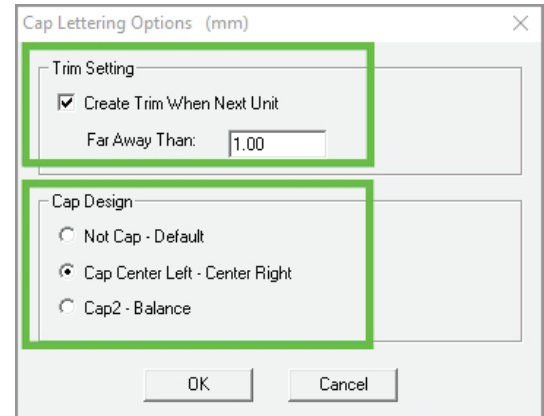 Cap Lettering Options (mm)
Trim Setting
Create Trim When Next Unit
Far Away Than: 1.00
Cap Design
Not Cap - Default
Cap Center Left - Center Right
Cap2 - Balance
OK Cancel